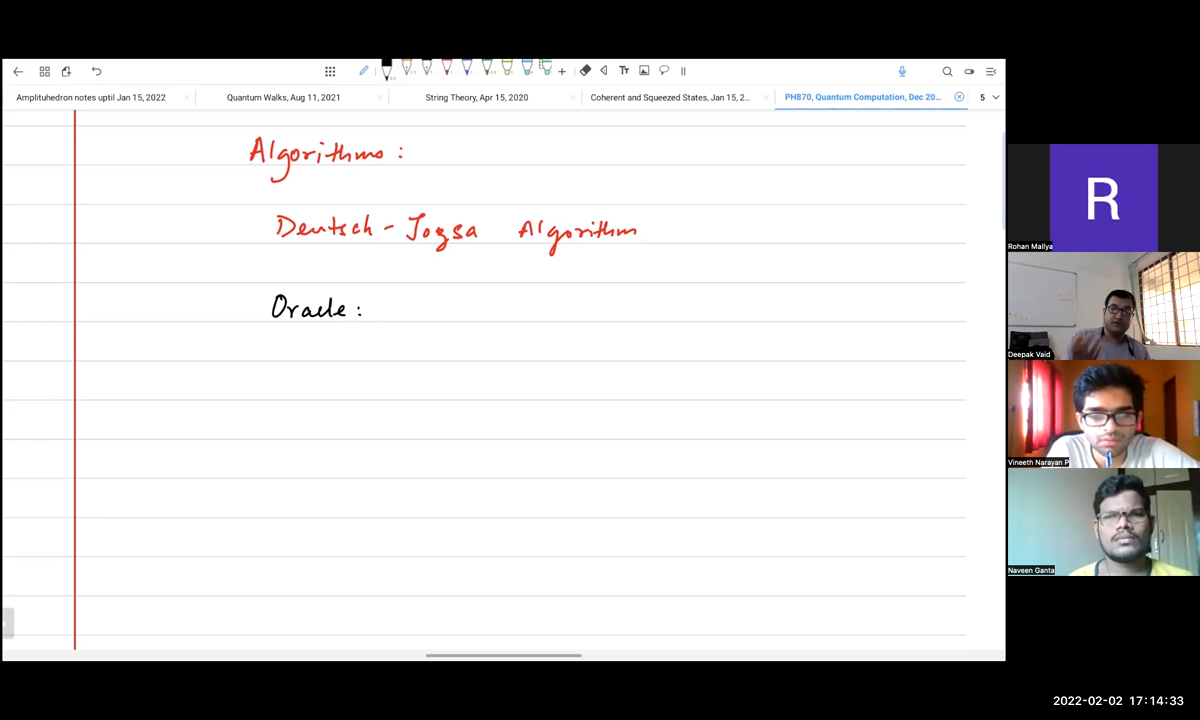 Amplituhedron notes uptil Jan 15, 2022
Quantum Walks, Aug 11, 2021
String Theory, Apr 15, 2020
Coherent and Squeezed States, Jan 15, 2...
PH870, Quantum Computation, Dec 20...
5
Tт
Algorithms :
Deutsch - Jozsa Algorithm
Oracle :
R
Rohan Mallya
Deepak Vaid
Vineeth Narayan P
Naveen Ganta
2022-02-02 17:14:33